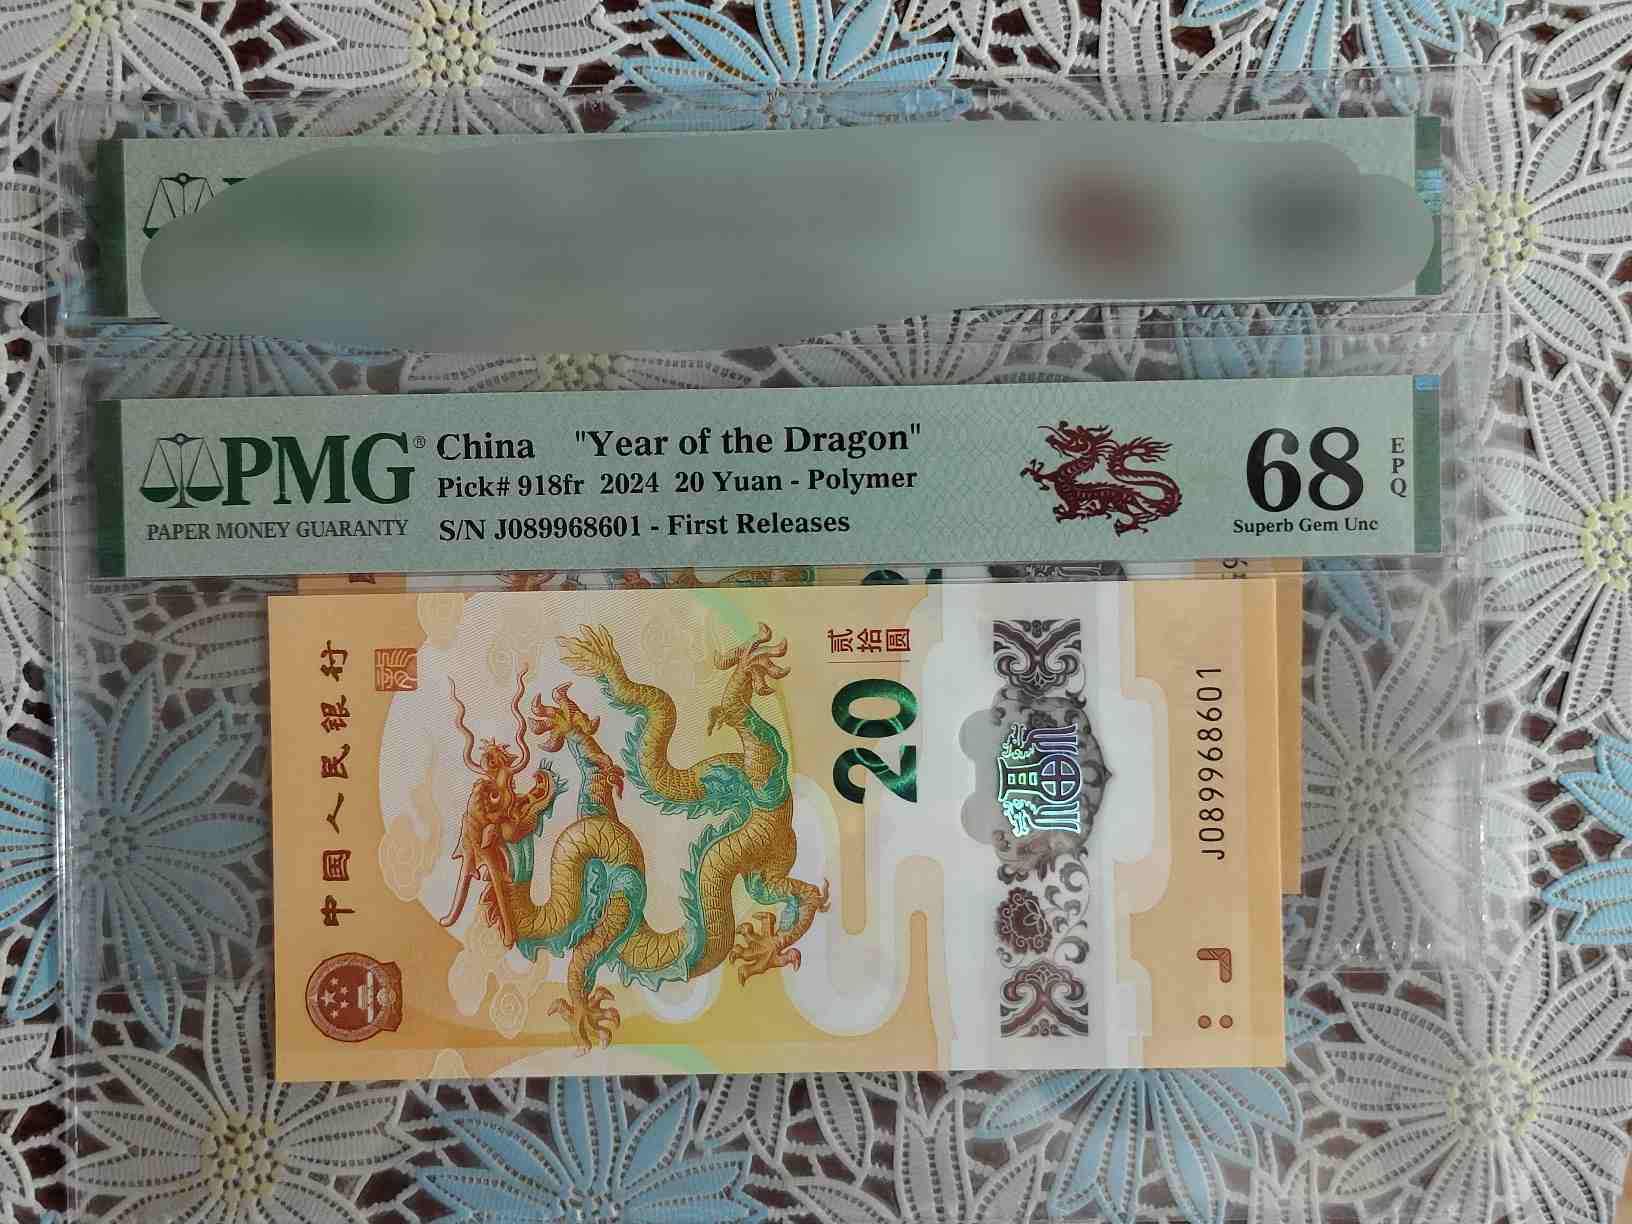 PMG®
PAPER MONEY GUARANTY
China "Year of the Dragon"
Pick# 918fr 2024 20 Yuan - Polymer
S/N J089968601 - First Releases
68
EPQ
Superb Gem Unc
中国人民银行
贰拾圆
20
J089968601